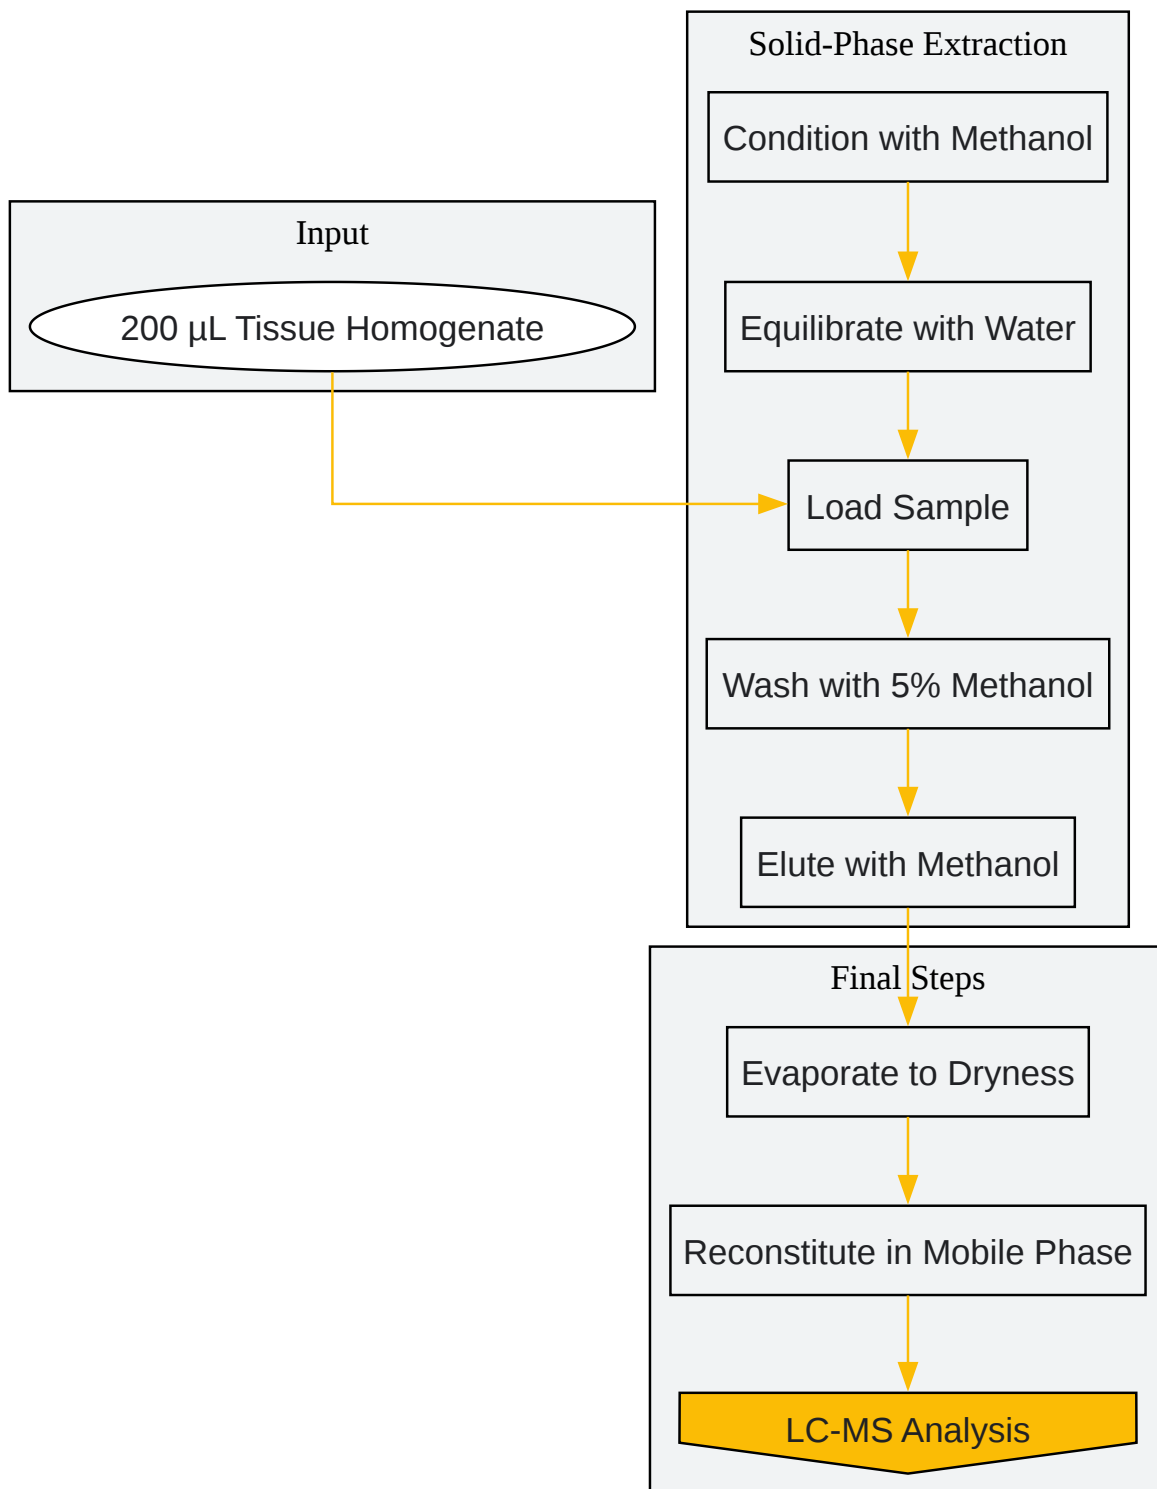 Solid-Phase Extraction
Condition with Methanol
Input
200 µL Tissue Homogenate
Equilibrate with Water
Load Sample
Wash with 5% Methanol
Elute with Methanol
Final Steps
Evaporate to Dryness
Reconstitute in Mobile Phase
LC-MS Analysis